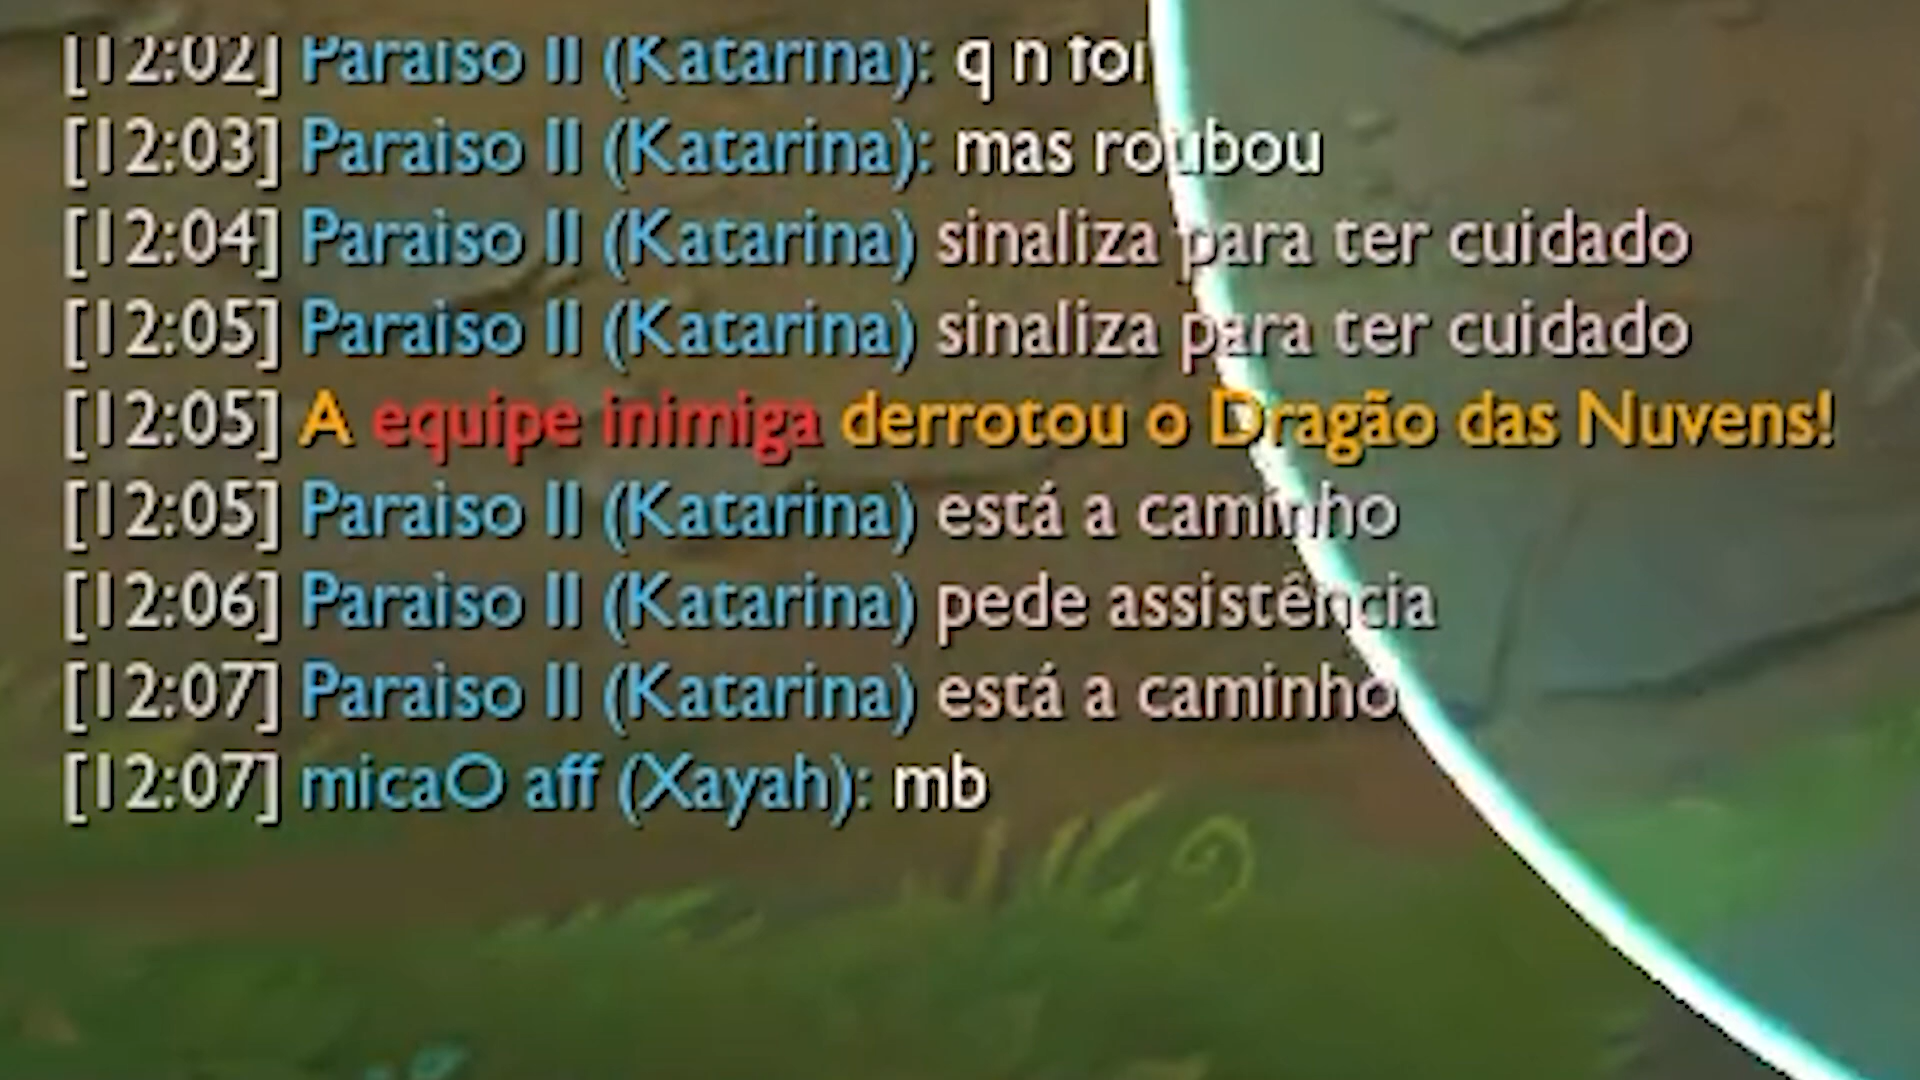 [12:02] Paraiso II (Katarina): q n foi
[12:03] Paraiso II (Katarina): mas roubou
[12:04] Paraiso II (Katarina) sinaliza para ter cuidado
[12:05] Paraiso II (Katarina) sinaliza para ter cuidado
[12:05] A equipe inimiga derrotou o Dragão das Nuvens!
[12:05] Paraiso II (Katarina) está a caminho
[12:06] Paraiso II (Katarina) pede assistência
[12:07] Paraiso II (Katarina) está a caminho
[12:07] micaO aff (Xayah): mb